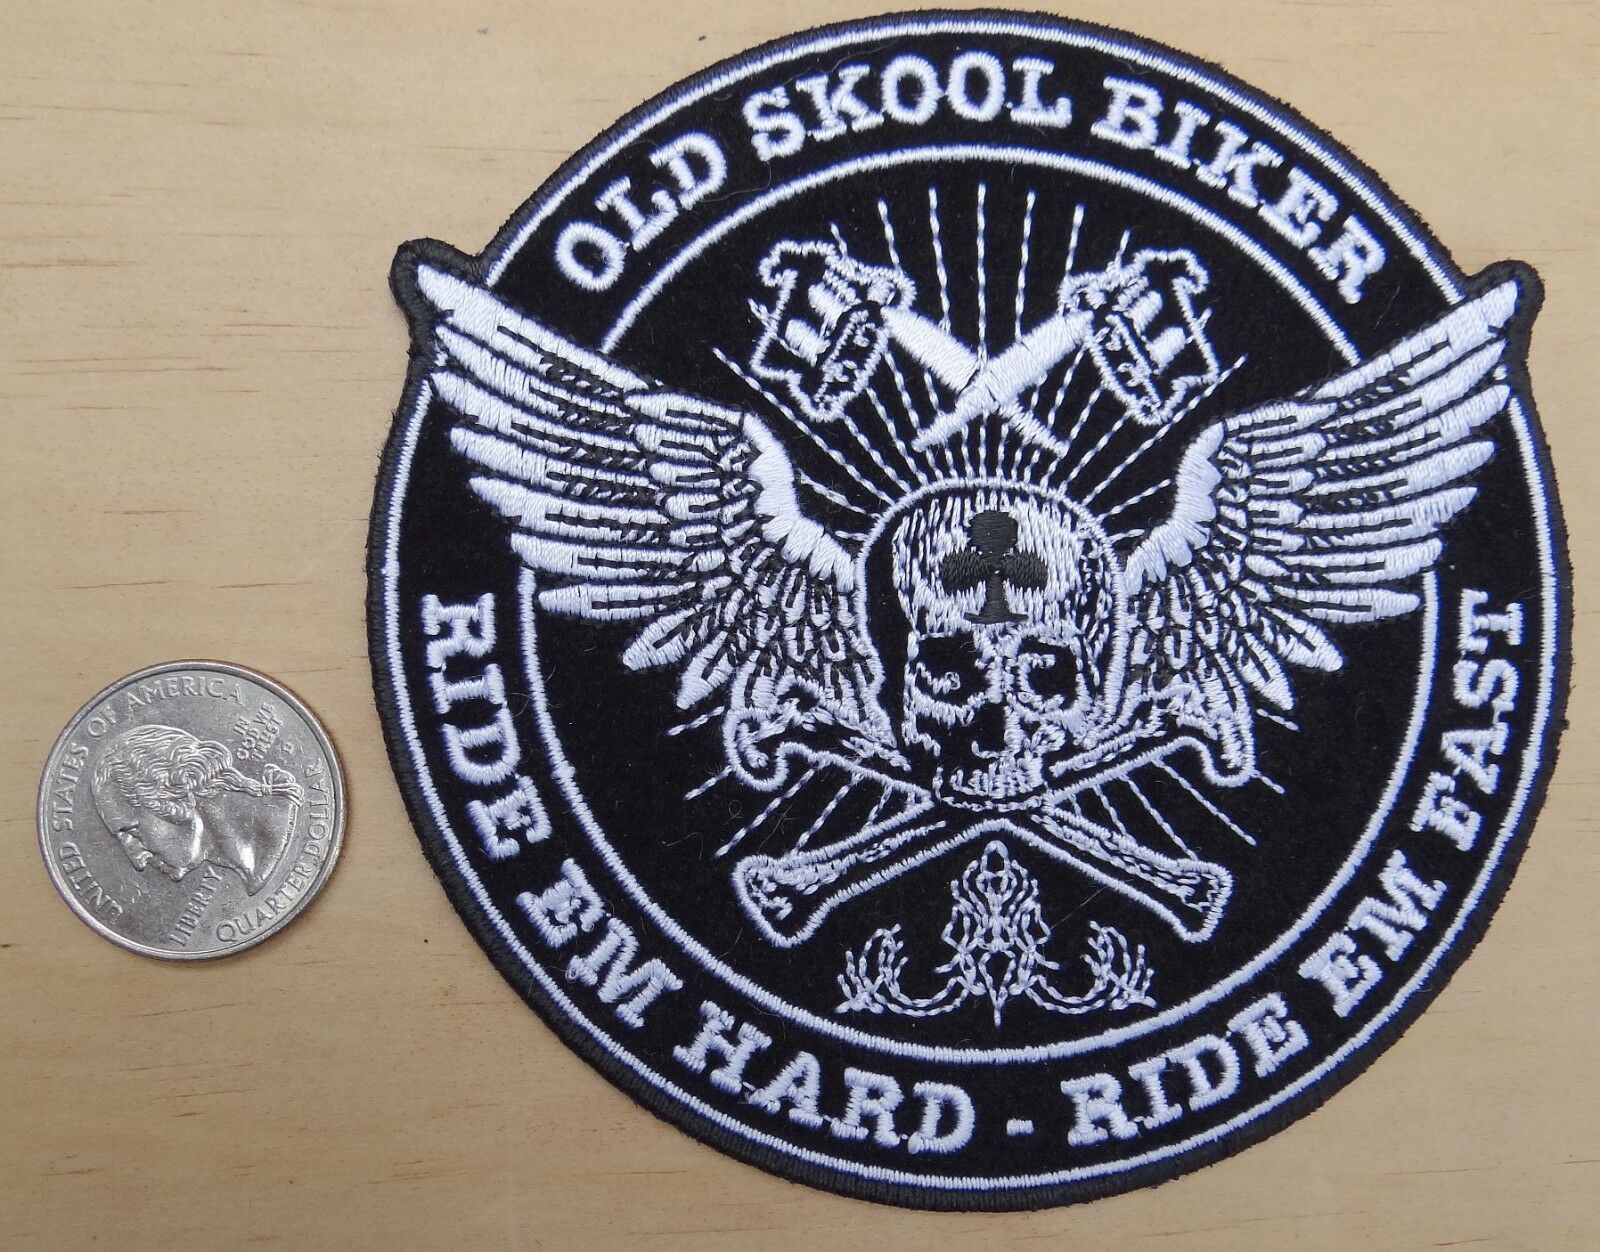 OLD SKOOL BIKER
RIDE EM HARD - RIDE EM FAST
UNITED STATES OF AMERICA
IN
GOD WE
TRUST
LIBERTY
QUARTER DOLLAR